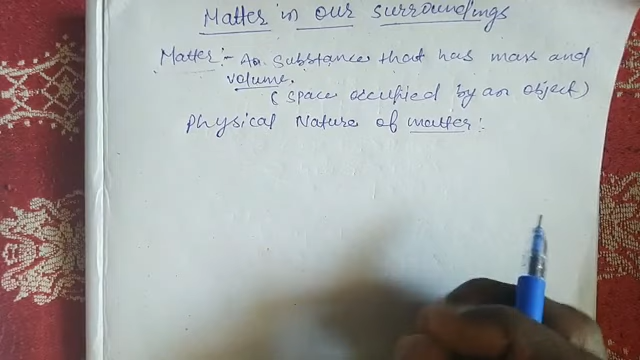 Matter in our surroundings
Matter:- An substance that has mass and
volume.
(space occupied by an object)
Physical Nature of matter: